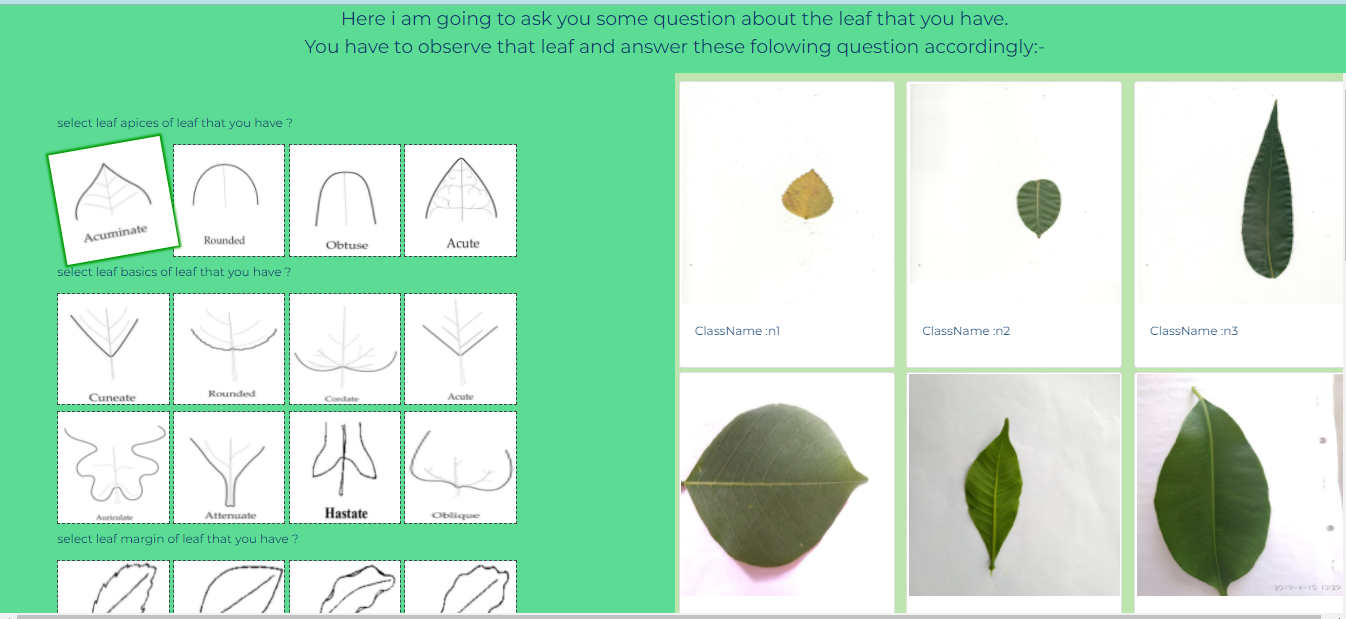 Here i am going to ask you some question about the leaf that you have.
You have to observe that leaf and answer these folowing question accordingly:-
select leaf apices of leaf that you have ?
Acuminate
Rounded
Obtuse
Acute
select leaf basics of leaf that you have ?
Cuneate
Rounded
Cordate
Acute
Auriculate
Attenuate
Hastate
Oblique
select leaf margin of leaf that you have ?
ClassName :n1
ClassName :n2
ClassName :n3
2019-4-15 13:29